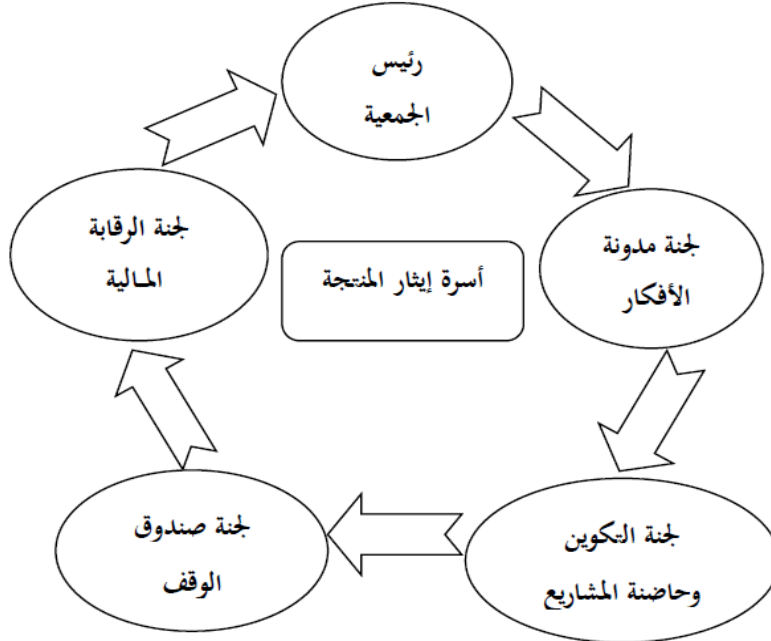 رئيس
الجمعية
لجنة مدونة
الأفكار
لجنة الرقابة
المالية
أسرة إيثار المنتجة
لجنة التكوين
وحاضنة المشاريع
لجنة صندوق
الوقف